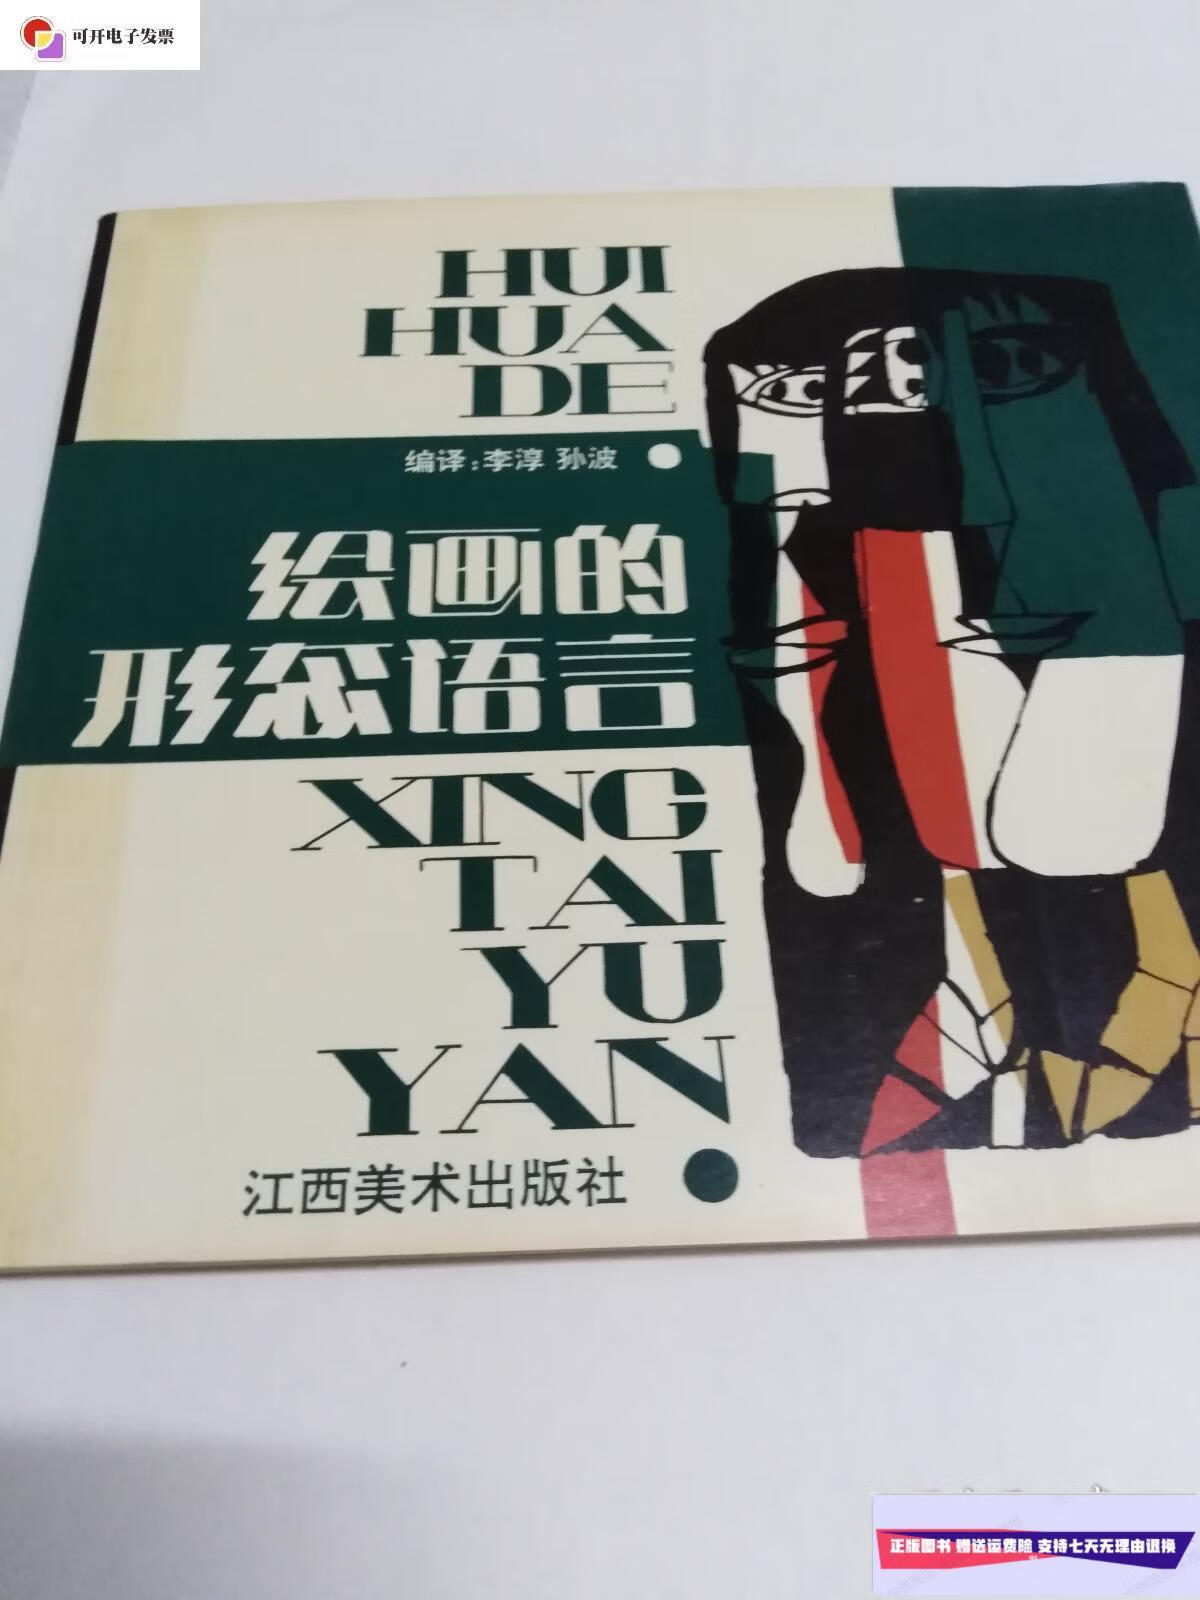 可开电子发票
HUI
HUA
DE
编译:李淳 孙波
绘画的
形态语言
XING
TAI
YU
YAN
江西美术出版社
正版图书 赠送运费险 支持七天无理由退换